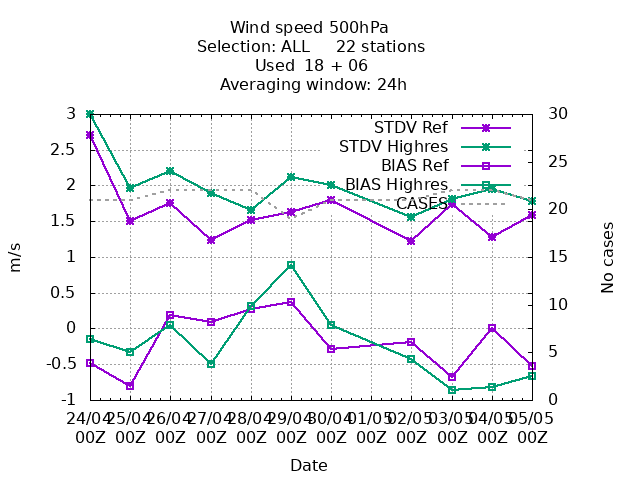 Wind speed 500hPa
Selection: ALL     22 stations
Used  18 + 06
Averaging window: 24h
STDV Ref
STDV Highres
BIAS Ref
BIAS Highres
CASES
3
2.5
2
1.5
1
0.5
0
-0.5
-1
m/s
30
25
20
15
10
5
0
No cases
24/04 25/04 26/04 27/04 28/04 29/04 30/04 01/05 02/05 03/05 04/05 05/05
00Z 00Z 00Z 00Z 00Z 00Z 00Z 00Z 00Z 00Z 00Z 00Z
Date